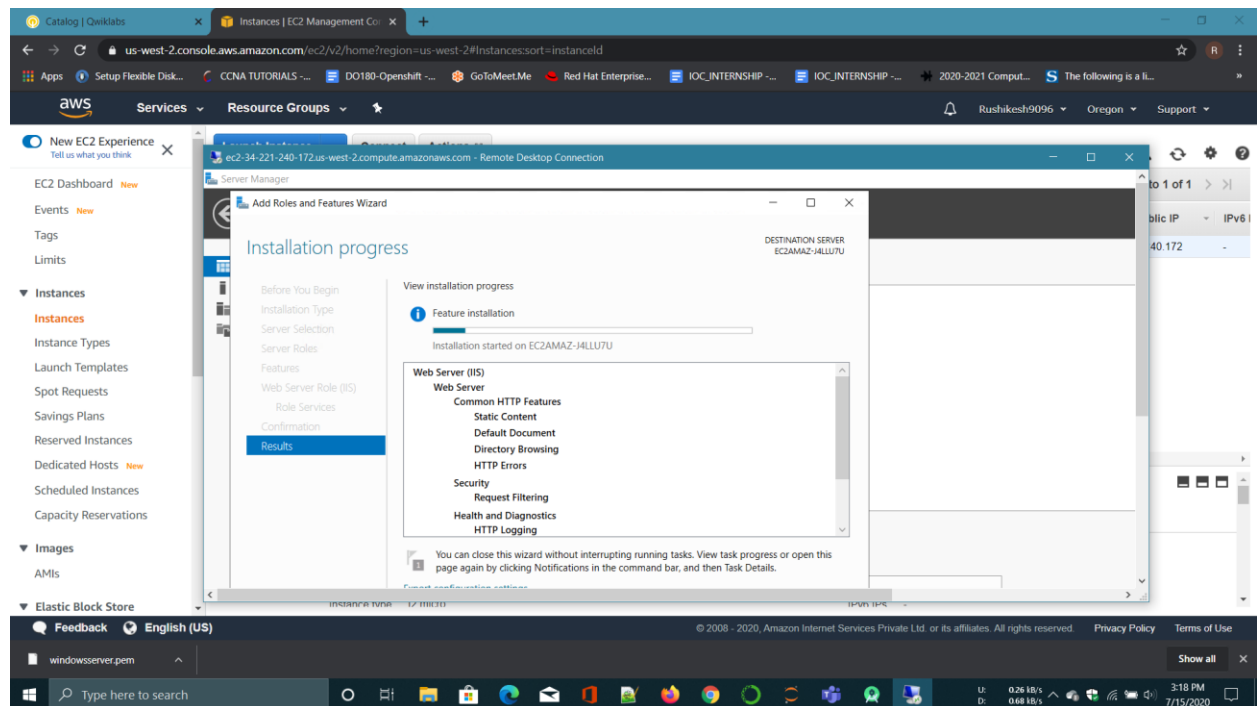 Catalog | Qwiklabs
Instances | EC2 Management Con
us-west-2.console.aws.amazon.com/ec2/v2/home?region=us-west-2#Instances:sort=instanceId
R
Apps
Setup Flexible Disk...
CCNA TUTORIALS -...
DO180-Openshift -...
GoToMeet.Me
Red Hat Enterprise...
IOC_INTERNSHIP -...
IOC_INTERNSHIP -...
2020-2021 Comput...
The following is a li...
aws
Services
Resource Groups
Rushikesh9096
Oregon
Support
New EC2 Experience
Tell us what you think
EC2 Dashboard New
Events New
Tags
Limits
Instances
Instances
Instance Types
Launch Templates
Spot Requests
Savings Plans
Reserved Instances
Dedicated Hosts New
Scheduled Instances
Capacity Reservations
Images
AMIs
Elastic Block Store
ec2-34-221-240-172.us-west-2.compute.amazonaws.com - Remote Desktop Connection
Server Manager
Add Roles and Features Wizard
Installation progress
DESTINATION SERVER
EC2AMAZ-J4LLU7U
Before You Begin
Installation Type
Server Selection
Server Roles
Features
Web Server Role (IIS)
Role Services
Confirmation
Results
View installation progress
Feature installation
Installation started on EC2AMAZ-J4LLU7U
Web Server (IIS)
Web Server
Common HTTP Features
Static Content
Default Document
Directory Browsing
HTTP Errors
Security
Request Filtering
Health and Diagnostics
HTTP Logging
1
You can close this wizard without interrupting running tasks. View task progress or open this
page again by clicking Notifications in the command bar, and then Task Details.
to 1 of 1
blic IP
IPv6 I
40.172
-
Feedback
English (US)
© 2008 - 2020, Amazon Internet Services Private Ltd. or its affiliates. All rights reserved.
Privacy Policy
Terms of Use
windowsserver.pem
Show all
Type here to search
U: 0.26 kB/s
D: 0.68 kB/s
3:18 PM
7/15/2020